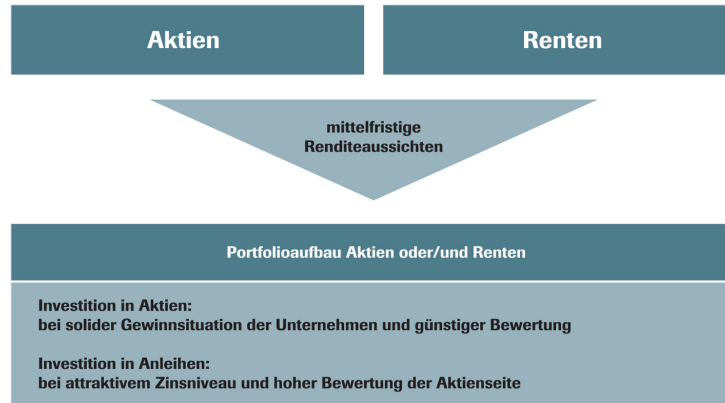 Aktien
Renten
mittelfristige
Renditeaussichten
Portfolioaufbau Aktien oder/und Renten
Investition in Aktien:
bei solider Gewinnsituation der Unternehmen und günstiger Bewertung
Investition in Anleihen:
bei attraktivem Zinsniveau und hoher Bewertung der Aktienseite